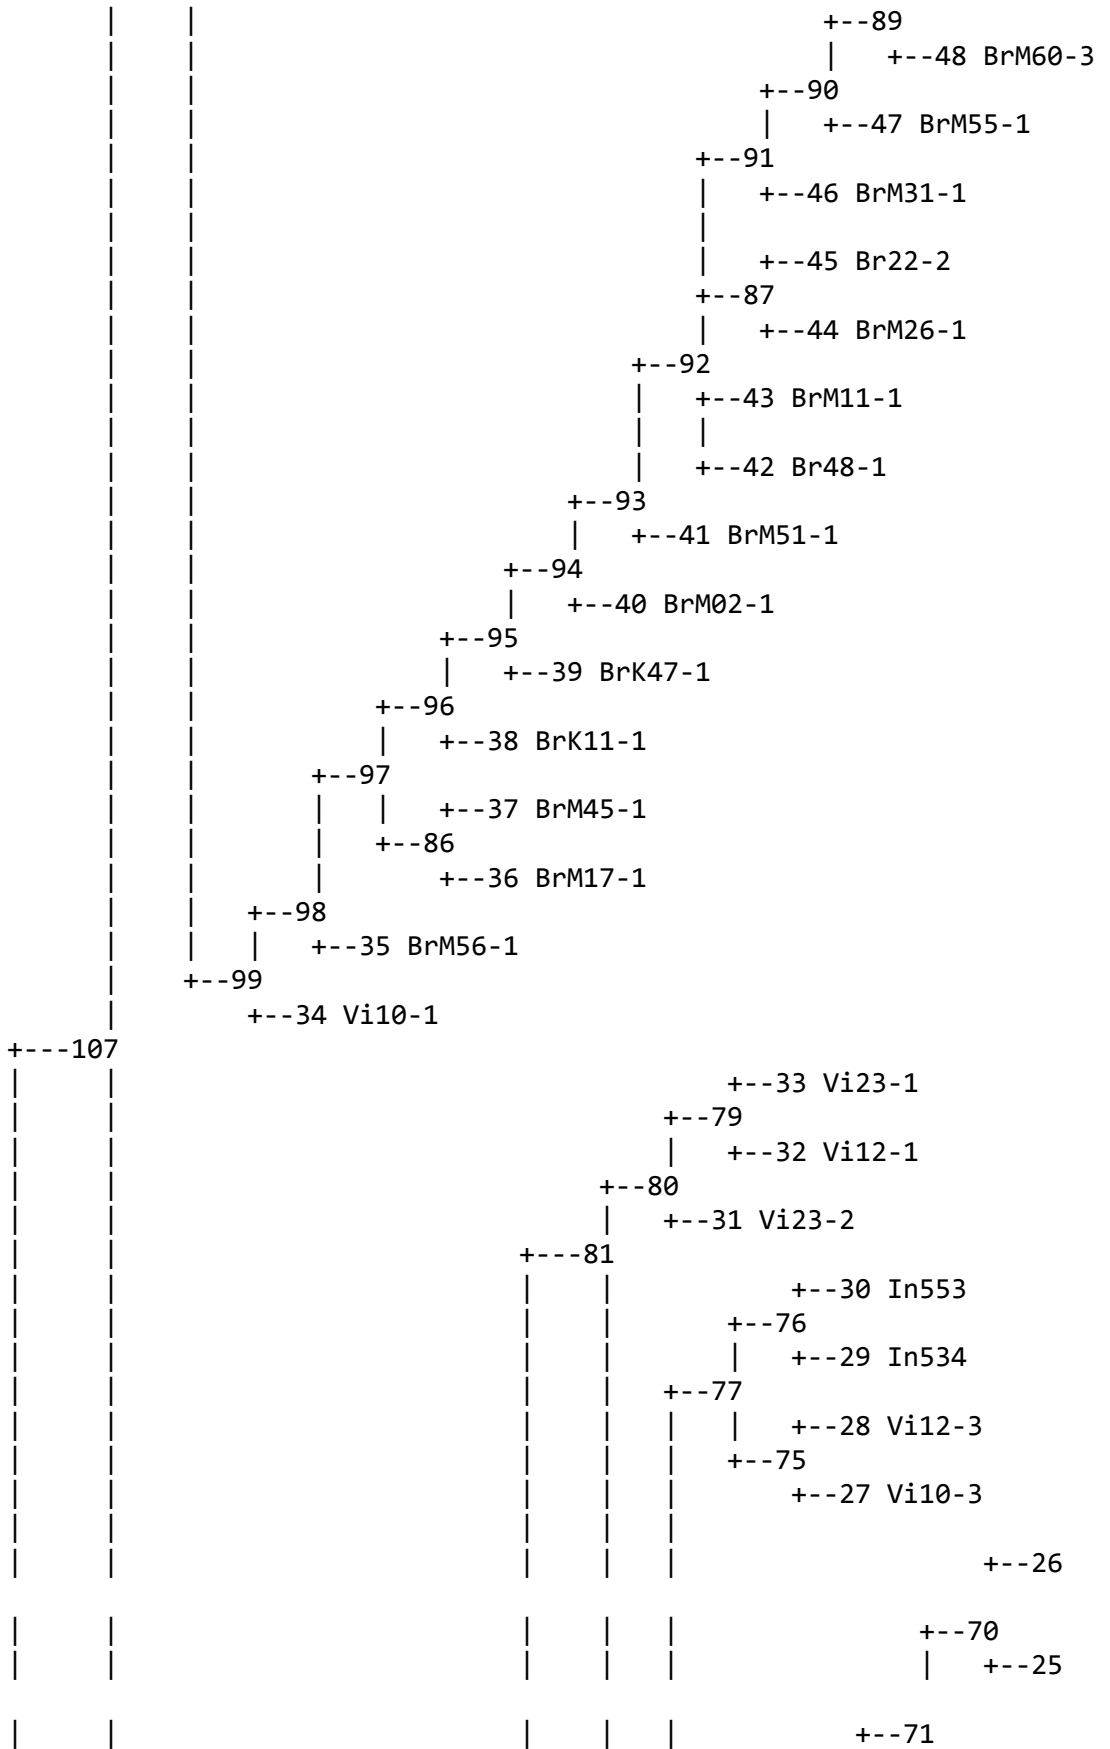 |    |                                       +--89
|    |                                       |   +--48 BrM60-3
|    |                                   +--90
|    |                                   |   +--47 BrM55-1
|    |                               +--91
|    |                               |   +--46 BrM31-1
|    |                               |
|    |                               |   +--45 Br22-2
|    |                               +--87
|    |                               |   +--44 BrM26-1
|    |                           +--92
|    |                           |   +--43 BrM11-1
|    |                           |   |
|    |                           |   +--42 Br48-1
|    |                       +--93
|    |                       |   +--41 BrM51-1
|    |                   +--94
|    |                   |   +--40 BrM02-1
|    |               +--95
|    |               |   +--39 BrK47-1
|    |           +--96
|    |           |   +--38 BrK11-1
|    |       +--97
|    |       |   |   +--37 BrM45-1
|    |       |   +--86
|    |       |       +--36 BrM17-1
|    |   +--98
|    |   |   +--35 BrM56-1
|    +--99
|        +--34 Vi10-1
+---107
|     |                                      +--33 Vi23-1
|     |                                  +--79
|     |                                  |   +--32 Vi12-1
|     |                              +--80
|     |                              |   +--31 Vi23-2
|     |                         +---81
|     |                         |    |           +--30 In553
|     |                         |    |       +--76
|     |                         |    |       |   +--29 In534
|     |                         |    |   +--77
|     |                         |    |   |   |   +--28 Vi12-3
|     |                         |    |   |   +--75
|     |                         |    |   |       +--27 Vi10-3
|     |                         |    |   |
|     |                         |    |   |                   +--26
|     |                         |    |   |               +--70
|     |                         |    |   |               |   +--25
|     |                         |    |   |           +--71